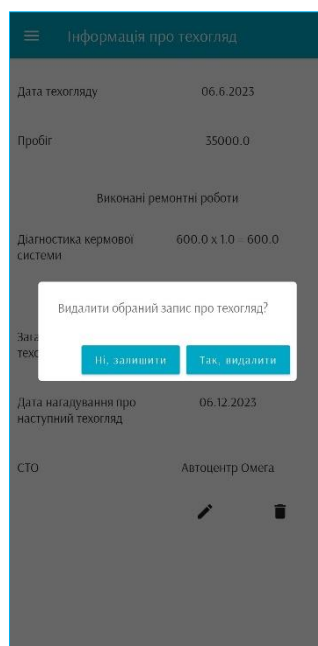 Інформація про техогляд
Дата техогляду 06.6.2023
Пробіг 35000.0
Виконані ремонтні роботи
Діагностика кермової 600.0 x 1.0 - 600.0
системи
Видалити обраний запис про техогляд?
Зага
техо
Ні, залишити Так, видалити
Дата нагадування про 06.12.2023
наступний техогляд
СТО Автоцентр Омега